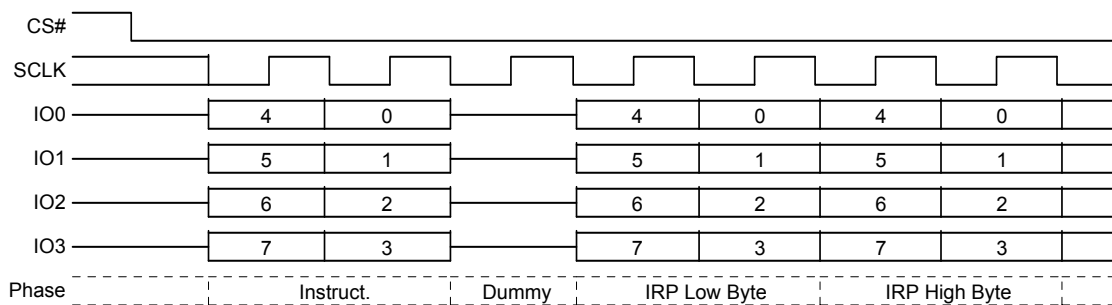 CS#
SCLK
IO0 4 0 4 0 4 0
IO1 5 1 5 1 5 1
IO2 6 2 6 2 6 2
IO3 7 3 7 3 7 3
Phase Instruct. Dummy IRP Low Byte IRP High Byte